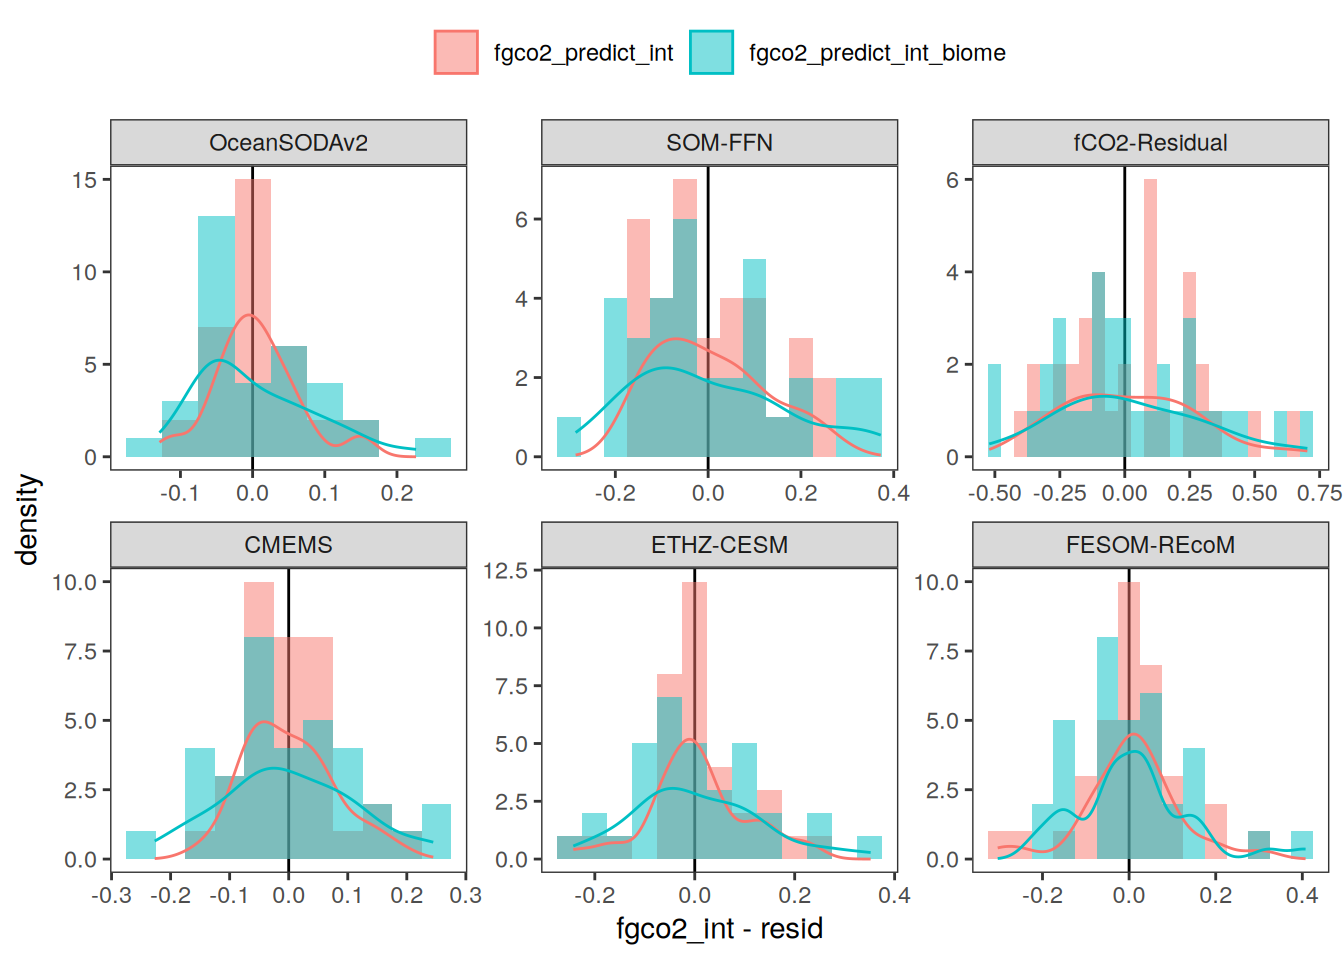 fgco2_predict_int fgco2_predict_int_biome
OceanSODAv2 SOM-FFN fCO2-Residual
15
10
5
0
6
4
2
0
6
4
2
0
-0.1 0.0 0.1 0.2
-0.2 0.0 0.2 0.4
-0.50 -0.25 0.00 0.25 0.50 0.75
density
CMEMS ETHZ-CESM FESOM-REcoM
10.0
7.5
5.0
2.5
0.0
12.5
10.0
7.5
5.0
2.5
0.0
10.0
7.5
5.0
2.5
0.0
-0.3 -0.2 -0.1 0.0 0.1 0.2 0.3
-0.2 0.0 0.2 0.4
-0.2 0.0 0.2 0.4
fgco2_int - resid